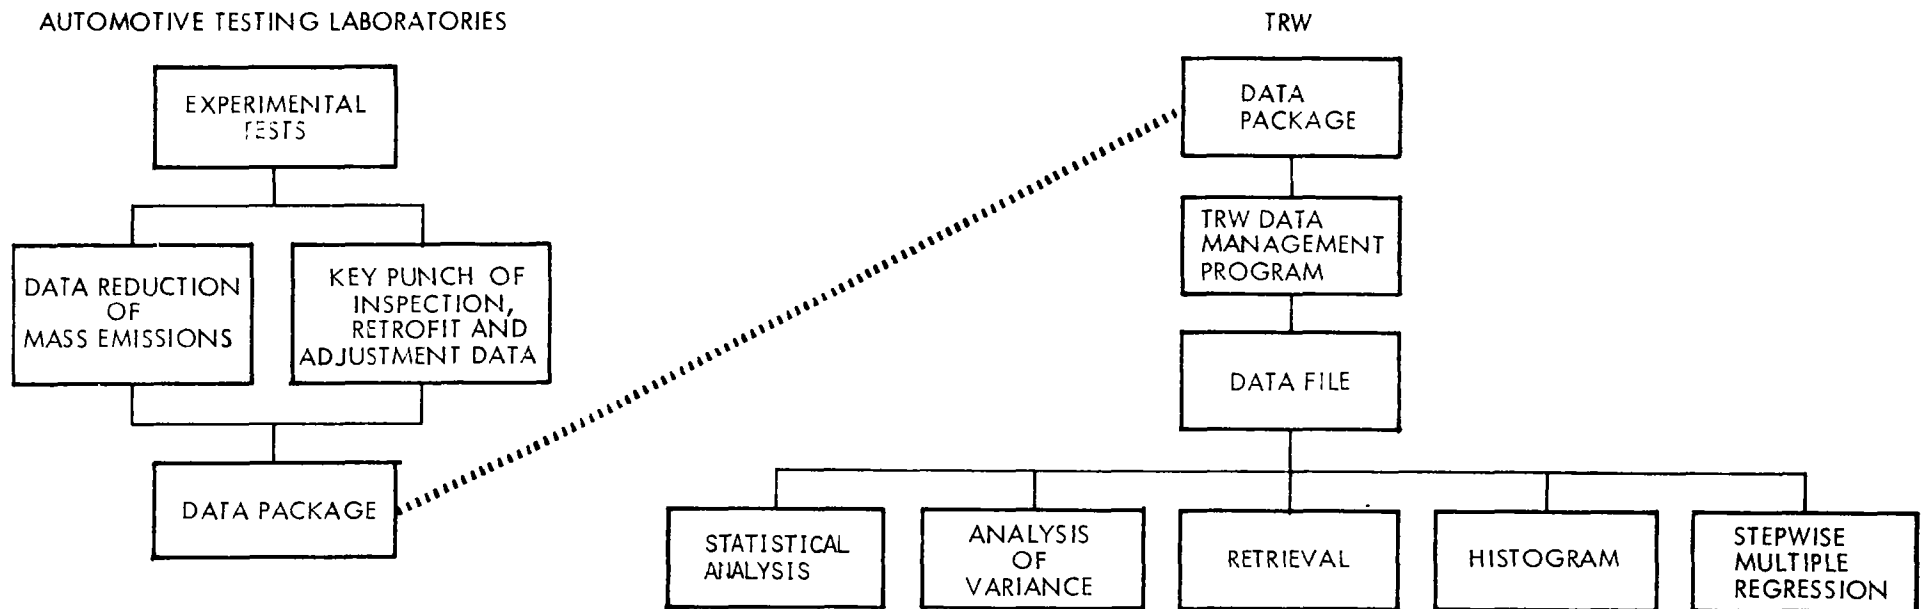 AUTOMOTIVE TESTING LABORATORIES
EXPERIMENTAL
TESTS
DATA REDUCTION
OF
MASS EMISSIONS
KEY PUNCH OF
INSPECTION,
RETROFIT AND
ADJUSTMENT DATA
DATA PACKAGE
TRW
DATA
PACKAGE
TRW DATA
MANAGEMENT
PROGRAM
DATA FILE
STATISTICAL
ANALYSIS
ANALYSIS
OF
VARIANCE
RETRIEVAL
HISTOGRAM
STEPWISE
MULTIPLE
REGRESSION